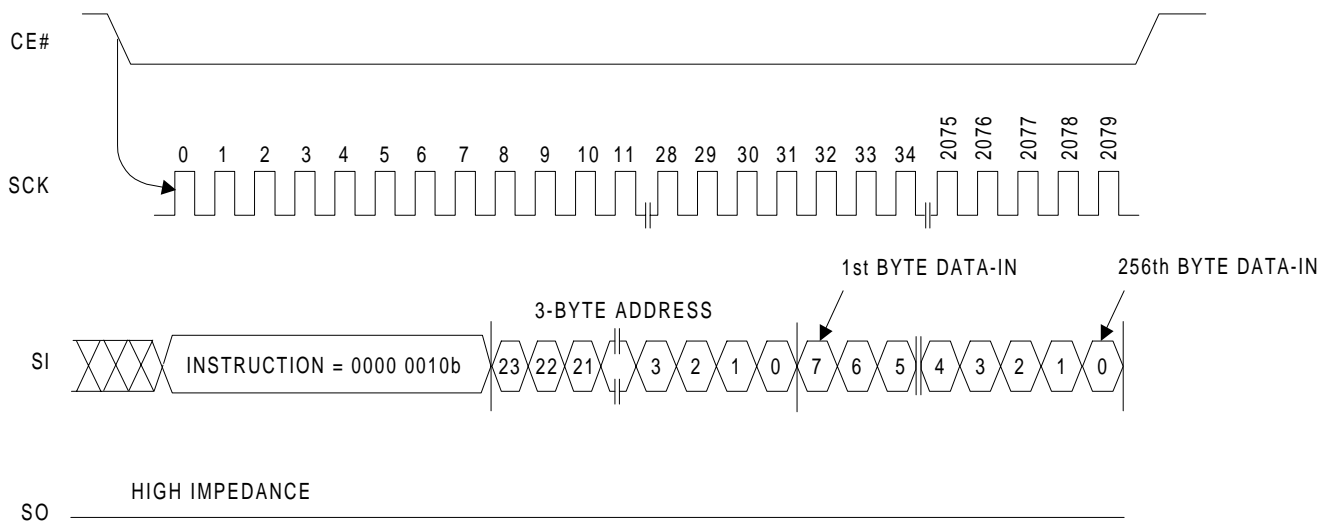 CE#
SCK
0 1 2 3 4 5 6 7 8 9 10 11 28 29 30 31 32 33 34 2075 2076 2077 2078 2079
1st BYTE DATA-IN
256th BYTE DATA-IN
3-BYTE ADDRESS
SI
INSTRUCTION = 0000 0010b
23 22 21 3 2 1 0 7 6 5 4 3 2 1 0
HIGH IMPEDANCE
SO